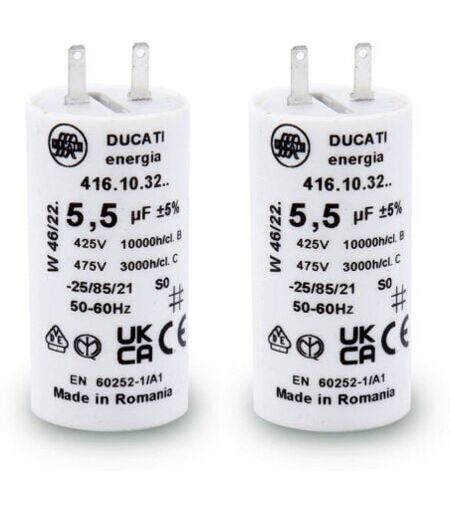 DUCATI
energia
416.10.32..
5,5 µF ±5%
425V 10000h/cl. B
475V 3000h/cl. C
-25/85/21 S0
50-60Hz
W 46/22.
UK
CA CE
EN 60252-1/A1
Made in Romania
DUCATI
energia
416.10.32..
5,5 µF ±5%
425V 10000h/cl. B
475V 3000h/cl. C
-25/85/21 S0
50-60Hz
W 46/22.
UK
CA CE
EN 60252-1/A1
Made in Romania